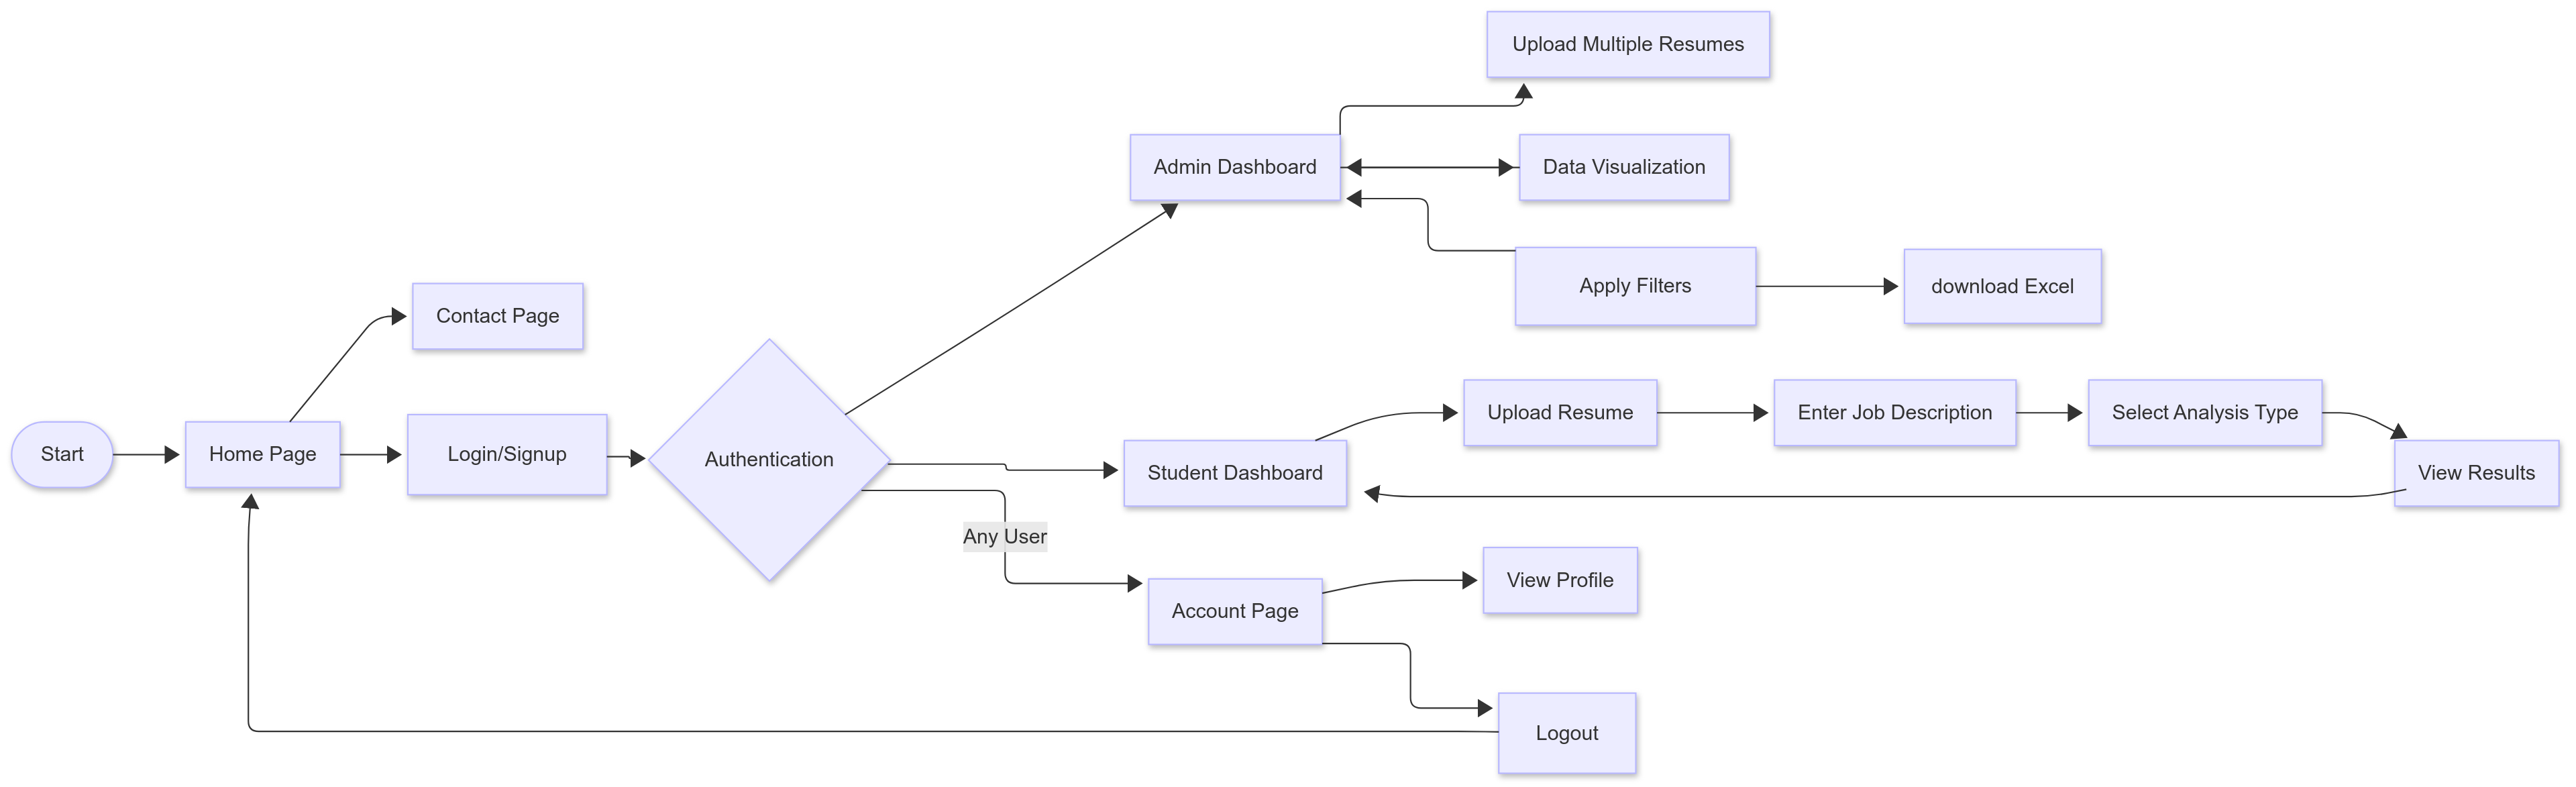 Upload Multiple Resumes
Admin Dashboard
Data Visualization
Apply Filters
download Excel
Contact Page
Start
Home Page
Login/Signup
Authentication
Student Dashboard
Upload Resume
Enter Job Description
Select Analysis Type
View Results
Any User
Account Page
View Profile
Logout